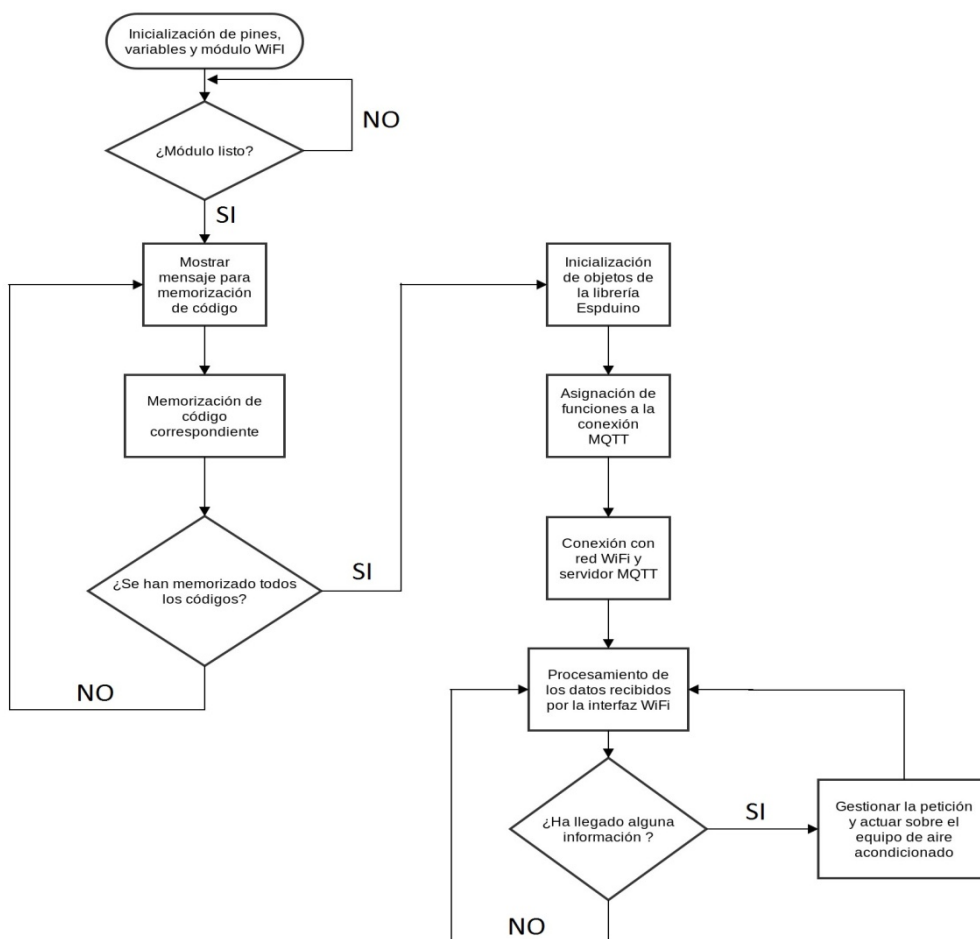 Inicialización de pines,
variables y módulo WiFI
NO
¿Módulo listo?
SI
Mostrar
mensaje para
memorización
de código
Memorización de
código
correspondiente
¿Se han memorizado todos
los códigos?
SI
NO
Inicialización
de objetos de
la librería
Espduino
Asignación de
funciones a la
conexión
MQTT
Conexión con
red WiFi y
servidor MQTT
Procesamiento de
los datos recibidos
por la interfaz WiFi
¿Ha llegado alguna
información ?
SI
NO
Gestionar la petición
y actuar sobre el
equipo de aire
acondicionado